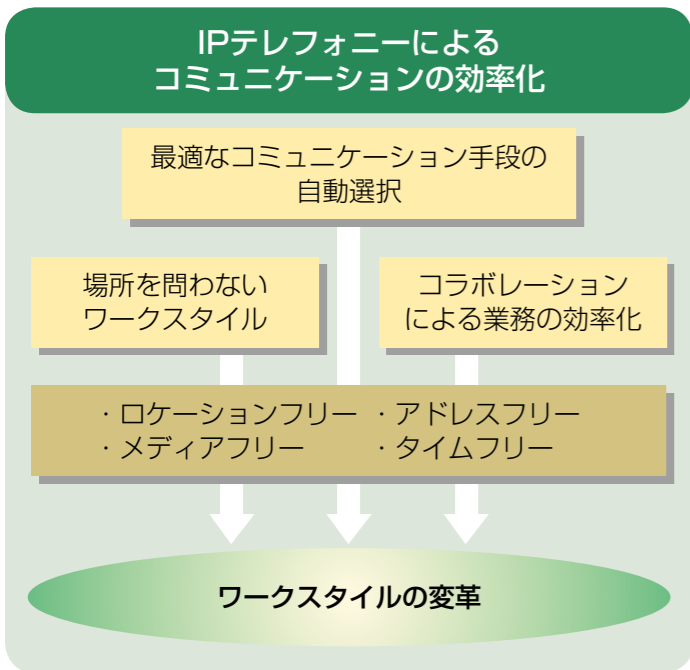 IPテレフォニーによる
コミュニケーションの効率化
最適なコミュニケーション手段の
自動選択
場所を問わない
ワークスタイル
コラボレーション
による業務の効率化
・ロケーションフリー ・アドレスフリー
・メディアフリー ・タイムフリー
ワークスタイルの変革